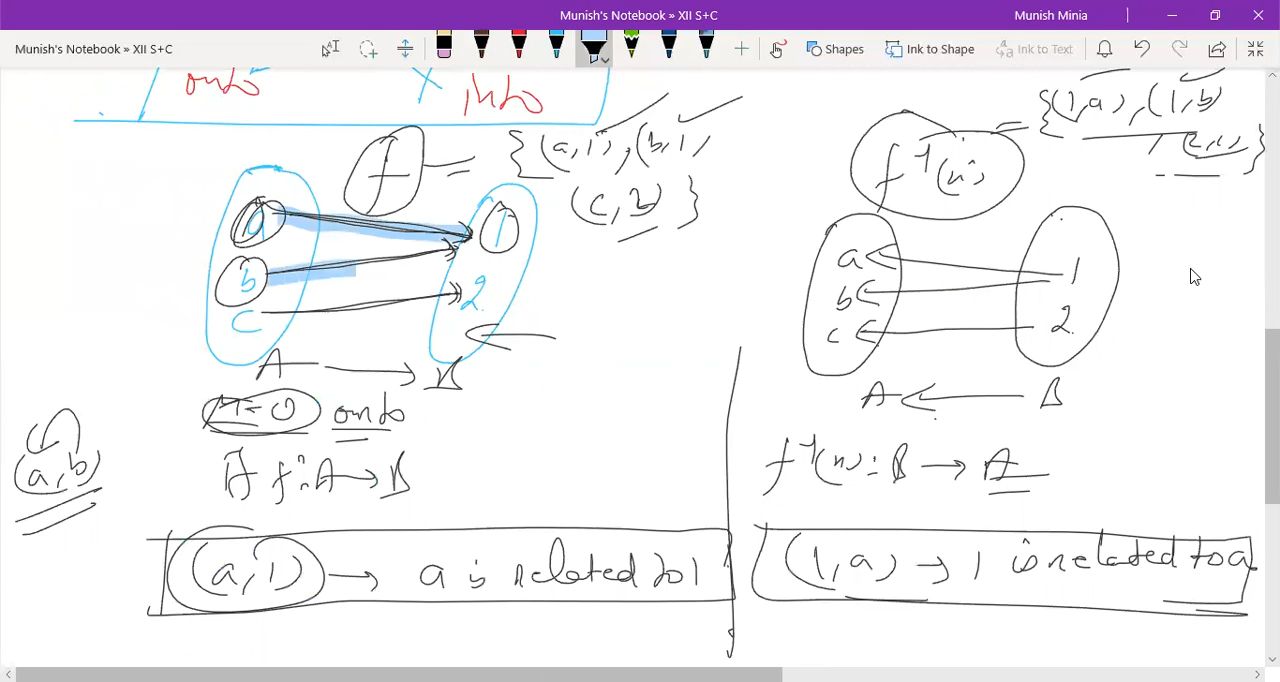 Munish's Notebook » XII S+C
Munish Minia
Munish's Notebook » XII S+C
Shapes
Ink to Shape
Ink to Text
onto
into
f = {(a,1), (b,1),
(c,2)}
f⁻¹(x) = {(1,a), (1,b)
, (2,c)}
a
b
c
1
2
A → B
a
b
c
1
2
A ← B
M-O onto
f: A → B
(a,b)
f⁻¹(x): B → A
(a,1) → a is related to 1
(1,a) → 1 is related to a